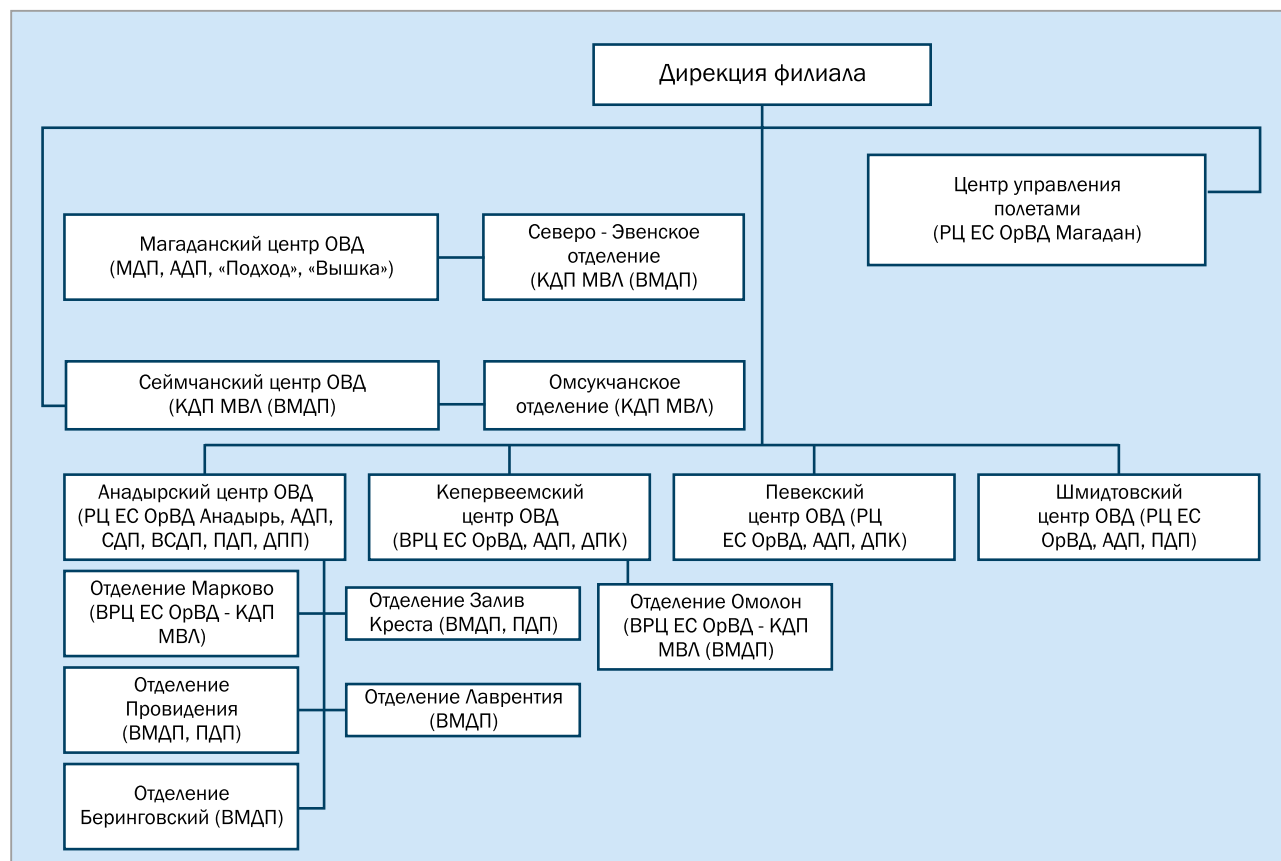 Дирекция филиала
Центр управления
полетами
(РЦ ЕС ОрВД Магадан)
Магаданский центр ОВД
(МДП, АДП, «Подход», «Вышка»)
Северо - Эвенское
отделение
(КДП МВЛ (ВМДП)
Сеймчанский центр ОВД
(КДП МВЛ (ВМДП)
Омсукчанское
отделение (КДП МВЛ)
Анадырский центр ОВД
(РЦ ЕС ОрВД Анадырь, АДП,
СДП, ВСДП, ПДП, ДПП)
Кепервеемский
центр ОВД
(ВРЦ ЕС ОрВД, АДП, ДПК)
Певекский
центр ОВД (РЦ
ЕС ОрВД, АДП, ДПК)
Шмидтовский
центр ОВД (РЦ ЕС
ОрВД, АДП, ПДП)
Отделение Марково
(ВРЦ ЕС ОрВД - КДП
МВЛ)
Отделение Залив
Креста (ВМДП, ПДП)
Отделение Омолон
(ВРЦ ЕС ОрВД - КДП
МВЛ (ВМДП)
Отделение
Провидения
(ВМДП, ПДП)
Отделение Лаврентия
(ВМДП)
Отделение
Беринговский (ВМДП)